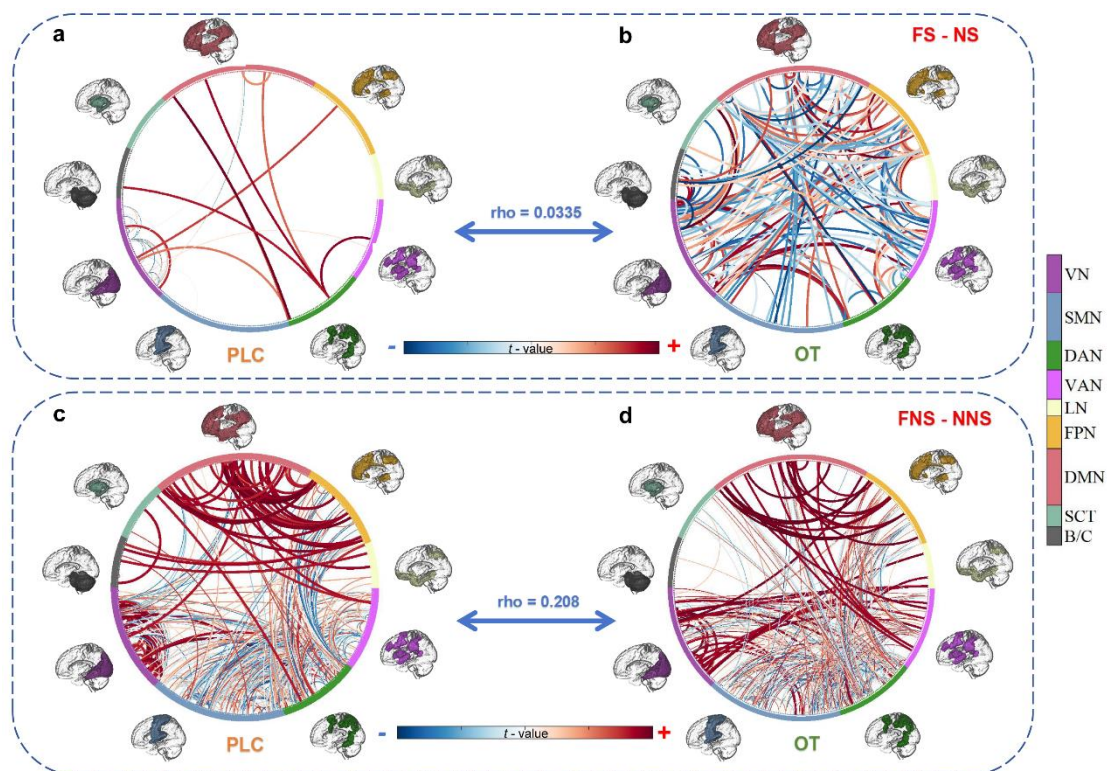 a
b
FS - NS
rho = 0.0335
PLC
- t - value +
OT
c
d
FNS - NNS
rho = 0.208
PLC
- t - value +
OT
VN
SMN
DAN
VAN
LN
FPN
DMN
SCT
B/C